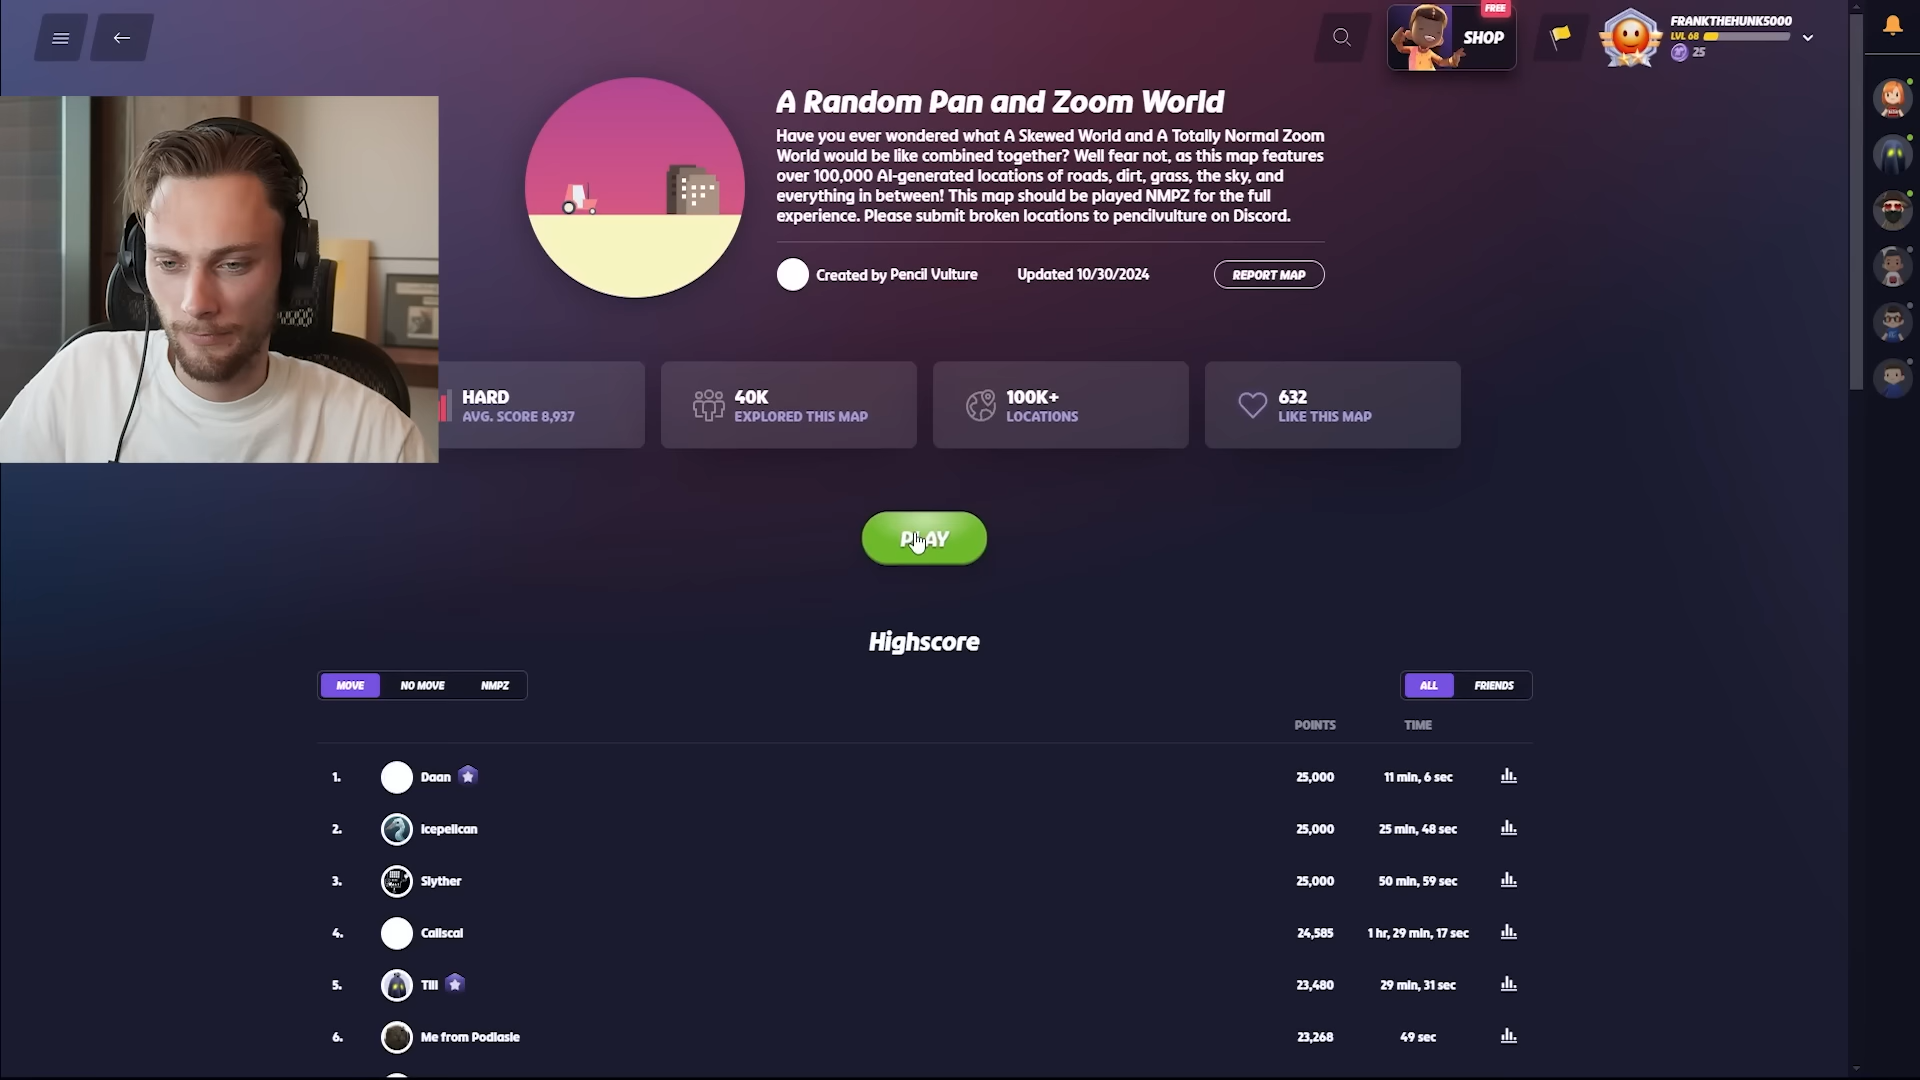 FREE
SHOP
FRANKTHEHUNK5000
LVL 68
25
A Random Pan and Zoom World
Have you ever wondered what A Skewed World and A Totally Normal Zoom
World would be like combined together? Well fear not, as this map features
over 100,000 AI-generated locations of roads, dirt, grass, the sky, and
everything in between! This map should be played NMPZ for the full
experience. Please submit broken locations to pencilvulture on Discord.
Created by Pencil Vulture
Updated 10/30/2024
REPORT MAP
HARD
AVG. SCORE 8,937
40K
EXPLORED THIS MAP
100K+
LOCATIONS
632
LIKE THIS MAP
PLAY
Highscore
MOVE NO MOVE NMPZ
ALL FRIENDS
POINTS TIME
1. Daan 25,000 11 min, 6 sec
2. Icepelican 25,000 25 min, 48 sec
3. Slyther 25,000 50 min, 59 sec
4. Caliscal 24,585 1 hr, 29 min, 17 sec
5. Till 23,480 29 min, 31 sec
6. Me from Podlasie 23,268 49 sec